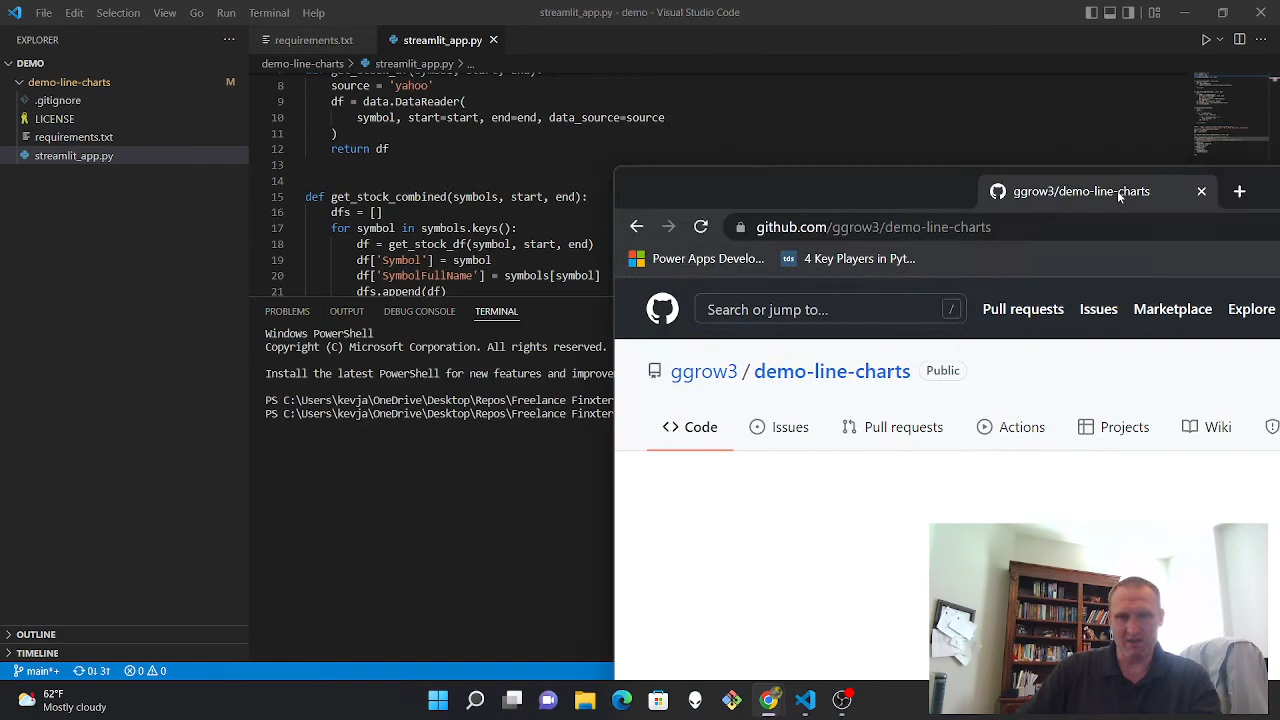 File Edit Selection View Go Run Terminal Help
streamlit_app.py - demo - Visual Studio Code
EXPLORER
DEMO
demo-line-charts M
.gitignore
LICENSE
requirements.txt
streamlit_app.py
OUTLINE
TIMELINE
requirements.txt
streamlit_app.py
demo-line-charts > streamlit_app.py > ...
8 source = 'yahoo'
9 df = data.DataReader(
10 symbol, start=start, end=end, data_source=source
11 )
12 return df
13
14
15 def get_stock_combined(symbols, start, end):
16 dfs = []
17 for symbol in symbols.keys():
18 df = get_stock_df(symbol, start, end)
19 df['Symbol'] = symbol
20 df['SymbolFullName'] = symbols[symbol]
21 dfs.append(df)
PROBLEMS OUTPUT DEBUG CONSOLE TERMINAL
Windows PowerShell
Copyright (C) Microsoft Corporation. All rights reserved.
Install the latest PowerShell for new features and improve
PS C:\Users\kevja\OneDrive\Desktop\Repos\Freelance Finxter
PS C:\Users\kevja\OneDrive\Desktop\Repos\Freelance Finxter
ggrow3/demo-line-charts
github.com/ggrow3/demo-line-charts
Power Apps Develo... tds 4 Key Players in Pyt...
Search or jump to... /
Pull requests Issues Marketplace Explore
ggrow3 / demo-line-charts Public
<> Code Issues Pull requests Actions Projects Wiki
main*+ 0↓ 3↑ 0 0
62°F
Mostly cloudy